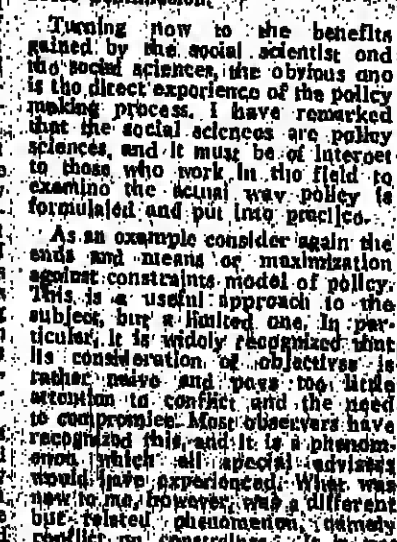 Turning now to the benefits
gained by the social scientist and
the social sciences, the obvious one
is the direct experience of the policy
making process. I have remarked
that the social sciences are policy
sciences, and it must be of interest
to those who work in the field to
examine the actual way policy is
formulated and put into practice.
As an example consider again the
ends and means or maximization
against constraints model of policy.
This is a useful approach to the
subject, but a limited one. In par-
ticular, it is widely recognized that
its consideration of objectives is
rather naive and pays too little
attention to conflict and the need
to compromise. Most observers have
recognized this, and it is a phenom-
enon which all special advisers
would have experienced. What was
new to me, however, was a different
but related phenomenon, namely
conflict on constraints.